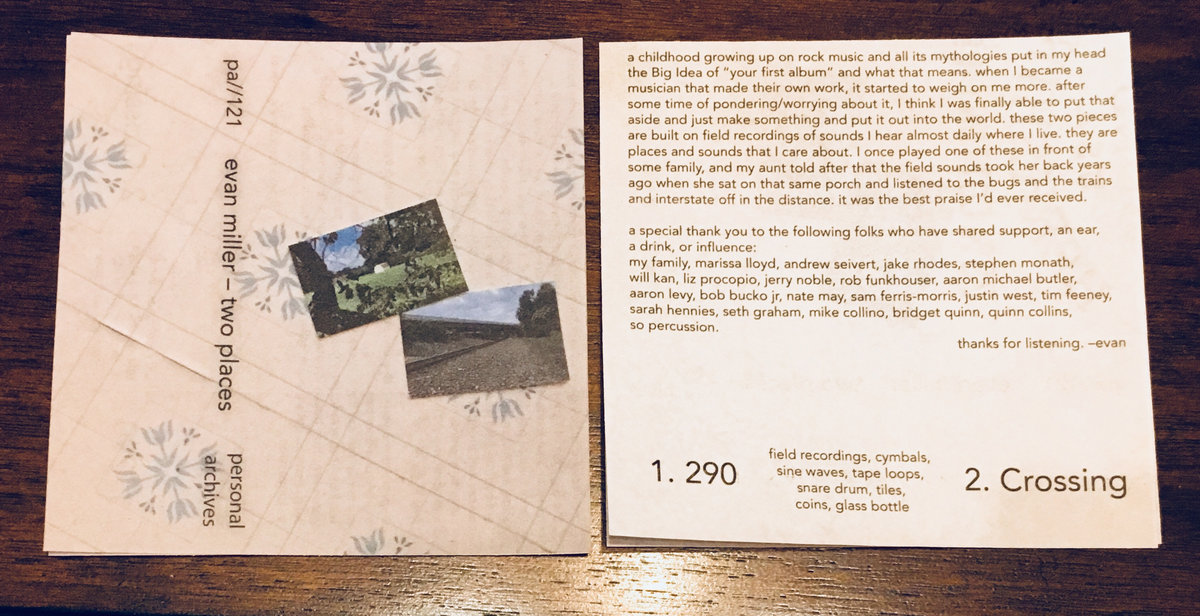 pa//121
evan miller – two places
personal
archives
a childhood growing up on rock music and all its mythologies put in my head
the Big Idea of “your first album” and what that means. when I became a
musician that made their own work, it started to weigh on me more. after
some time of pondering/worrying about it, I think I was finally able to put that
aside and just make something and put it out into the world. these two pieces
are built on field recordings of sounds I hear almost daily where I live. they are
places and sounds that I care about. I once played one of these in front of
some family, and my aunt told after that the field sounds took her back years
ago when she sat on that same porch and listened to the bugs and the trains
and interstate off in the distance. it was the best praise I’d ever received.
a special thank you to the following folks who have shared support, an ear,
a drink, or influence:
my family, marissa lloyd, andrew seivert, jake rhodes, stephen monath,
will kan, liz procopio, jerry noble, rob funkhouser, aaron michael butler,
aaron levy, bob bucko jr, nate may, sam ferris-morris, justin west, tim feeney,
sarah hennies, seth graham, mike collino, bridget quinn, quinn collins,
so percussion.
thanks for listening. –evan
1. 290
field recordings, cymbals,
sine waves, tape loops,
snare drum, tiles,
coins, glass bottle
2. Crossing